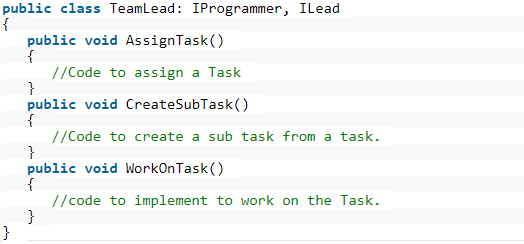 public class TeamLead: IProgrammer, ILead
{
public void AssignTask()
{
//Code to assign a Task
}
public void CreateSubTask()
{
//Code to create a sub task from a task.
}
public void WorkOnTask()
{
//code to implement to work on the Task.
}
}